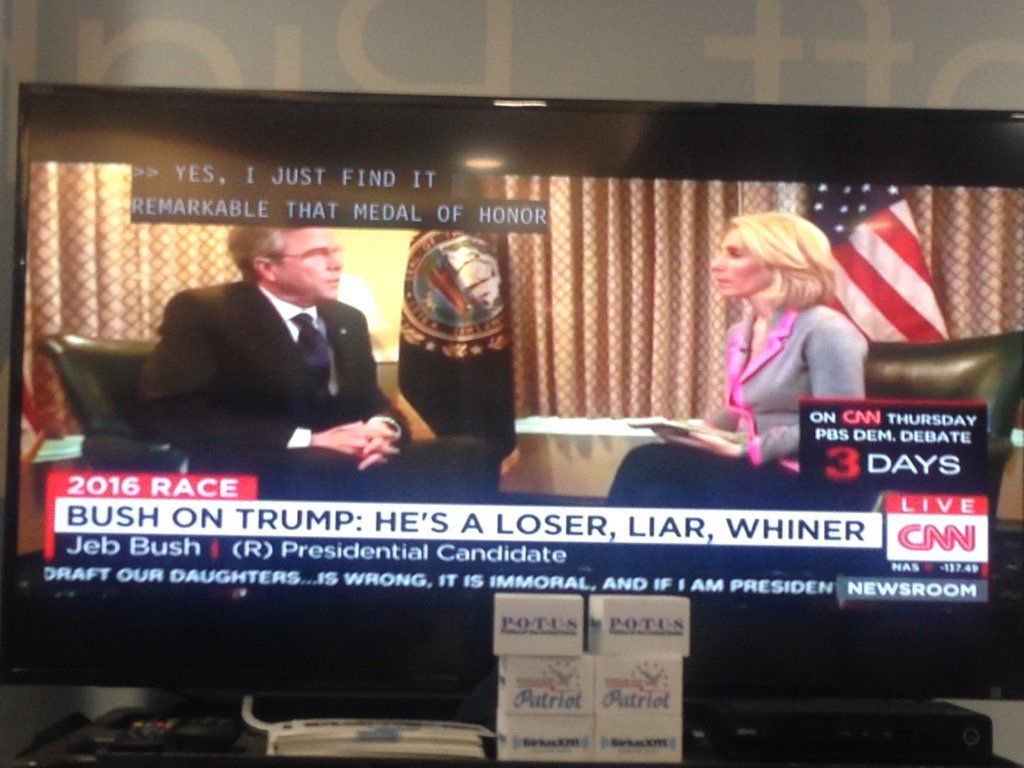 >> YES, I JUST FIND IT
REMARKABLE THAT MEDAL OF HONOR
ON CNN THURSDAY
PBS DEM. DEBATE
3 DAYS
2016 RACE
BUSH ON TRUMP: HE'S A LOSER, LIAR, WHINER
Jeb Bush (R) Presidential Candidate
LIVE
CNN
NAS -137.49
DRAFT OUR DAUGHTERS...IS WRONG, IT IS IMMORAL, AND IF I AM PRESIDEN
NEWSROOM
P·O·T·U·S P·O·T·U·S
Patriot Patriot
SiriusXM SiriusXM